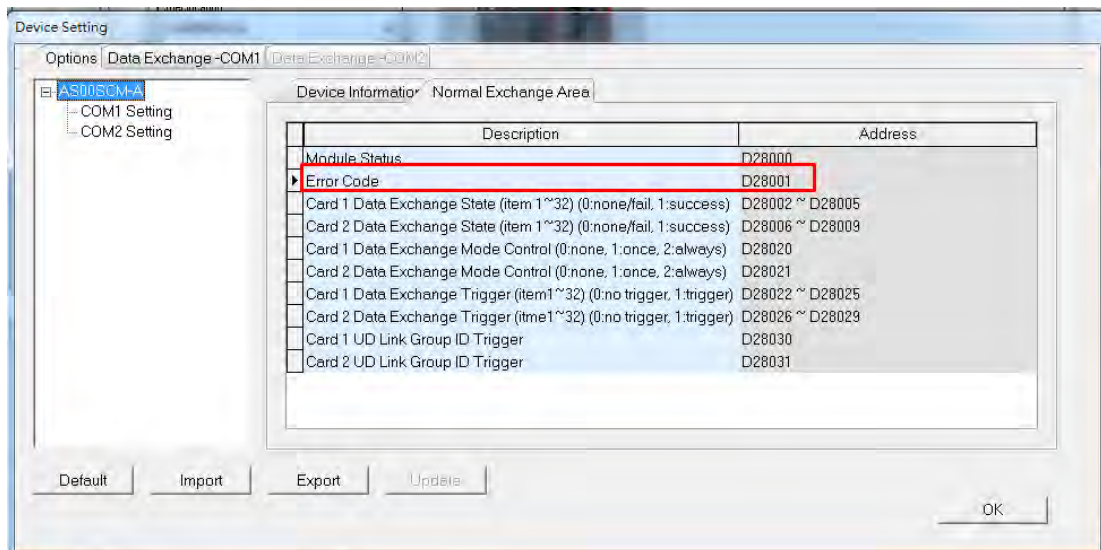 Device Setting
Options Data Exchange -COM1 Data Exchange -COM2
AS00SCM-A
COM1 Setting
COM2 Setting
Device Information Normal Exchange Area
Description Address
Module Status D28000
Error Code D28001
Card 1 Data Exchange State (item 1~32) (0:none/fail, 1:success) D28002 ~ D28005
Card 2 Data Exchange State (item 1~32) (0:none/fail, 1:success) D28006 ~ D28009
Card 1 Data Exchange Mode Control (0:none, 1:once, 2:always) D28020
Card 2 Data Exchange Mode Control (0:none, 1:once, 2:always) D28021
Card 1 Data Exchange Trigger (item1~32) (0:no trigger, 1:trigger) D28022 ~ D28025
Card 2 Data Exchange Trigger (itme1~32) (0:no trigger, 1:trigger) D28026 ~ D28029
Card 1 UD Link Group ID Trigger D28030
Card 2 UD Link Group ID Trigger D28031
Default Import Export Update
OK